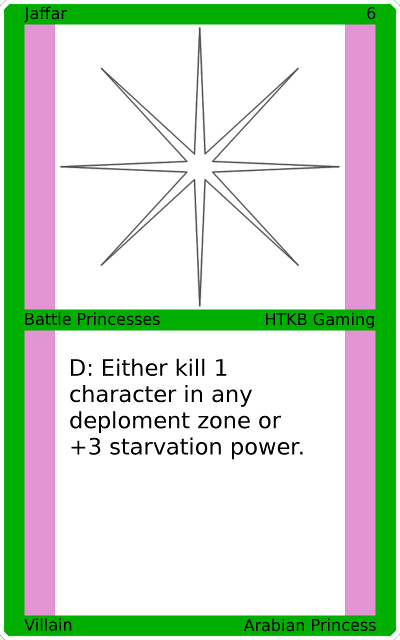 Jaffar 6
Battle Princesses HTKB Gaming
D: Either kill 1
character in any
deploment zone or
+3 starvation power.
Villain Arabian Princess